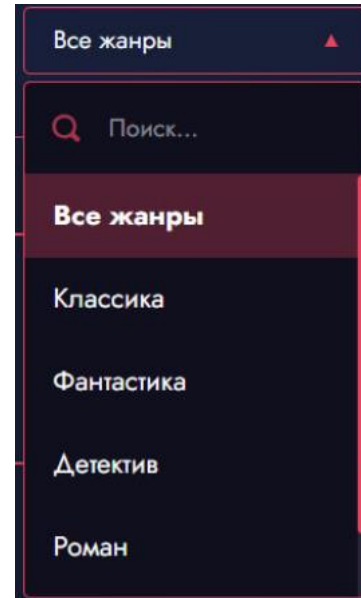 Все жанры
Поиск...
Все жанры
Классика
Фантастика
Детектив
Роман